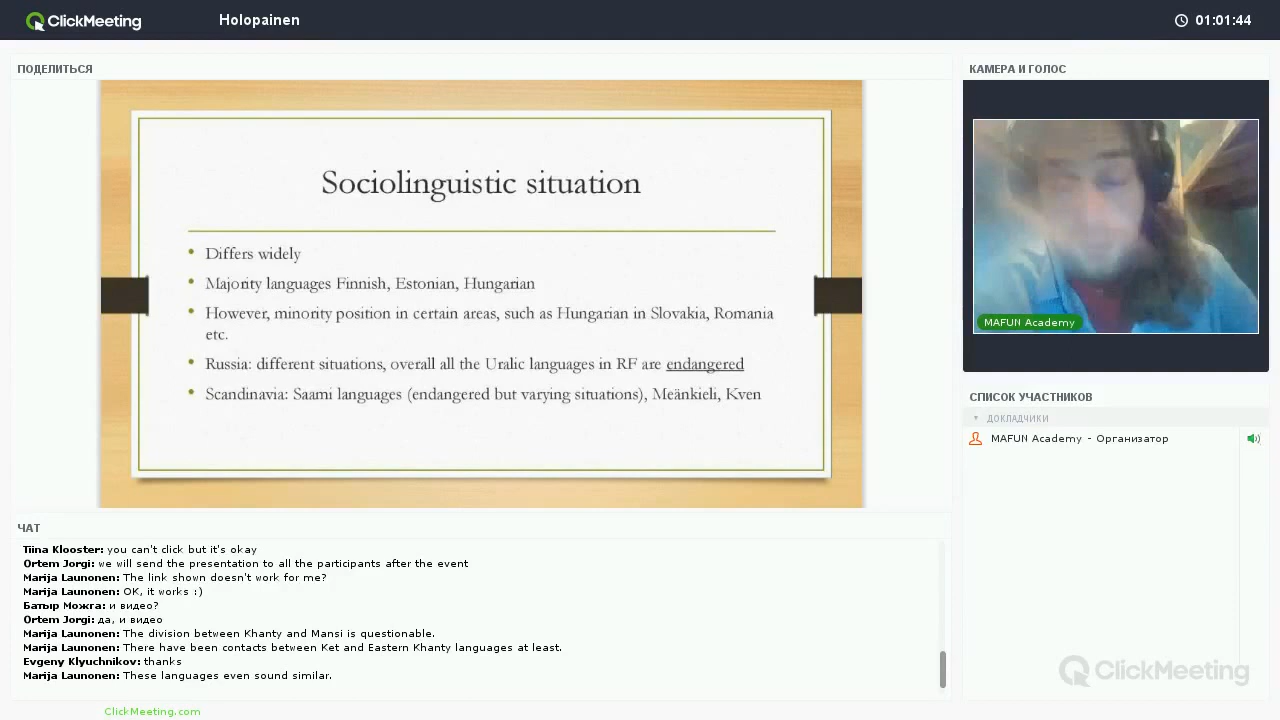 ClickMeeting
Holopainen
01:01:44
ПОДЕЛИТЬСЯ
Sociolinguistic situation
• Differs widely
• Majority languages Finnish, Estonian, Hungarian
• However, minority position in certain areas, such as Hungarian in Slovakia, Romania
etc.
• Russia: different situations, overall all the Uralic languages in RF are endangered
• Scandinavia: Saami languages (endangered but varying situations), Meänkieli, Kven
КАМЕРА И ГОЛОС
MAFUN Academy
СПИСОК УЧАСТНИКОВ
ДОКЛАДЧИКИ
MAFUN Academy - Организатор
ЧАТ
Tiina Klooster: you can't click but it's okay
Ortem Jorgi: we will send the presentation to all the participants after the event
Marija Launonen: The link shown doesn't work for me?
Marija Launonen: OK, it works :)
Батыр Можга: и видео?
Ortem Jorgi: да, и видео
Marija Launonen: The division between Khanty and Mansi is questionable.
Marija Launonen: There have been contacts between Ket and Eastern Khanty languages at least.
Evgeny Klyuchnikov: thanks
Marija Launonen: These languages even sound similar.
ClickMeeting
ClickMeeting.com